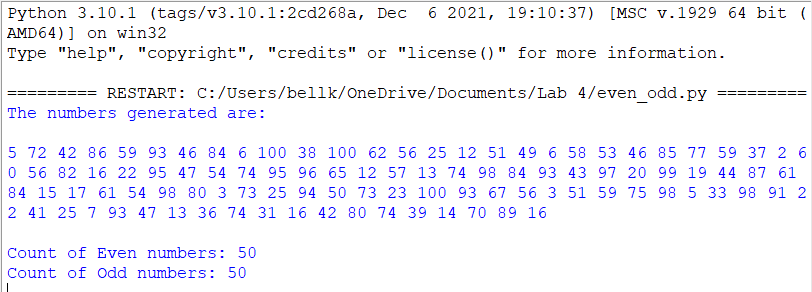 Python 3.10.1 (tags/v3.10.1:2cd268a, Dec  6 2021, 19:10:37) [MSC v.1929 64 bit (
AMD64)] on win32
Type "help", "copyright", "credits" or "license()" for more information.
========= RESTART: C:/Users/bellk/OneDrive/Documents/Lab 4/even_odd.py =========
The numbers generated are:
5 72 42 86 59 93 46 84 6 100 38 100 62 56 25 12 51 49 6 58 53 46 85 77 59 37 2 6
0 56 82 16 22 95 47 54 74 95 96 65 12 57 13 74 98 84 93 43 97 20 99 19 44 87 61
84 15 17 61 54 98 80 3 73 25 94 50 73 23 100 93 67 56 3 51 59 75 98 5 33 98 91 2
2 41 25 7 93 47 13 36 74 31 16 42 80 74 39 14 70 89 16
Count of Even numbers: 50
Count of Odd numbers: 50